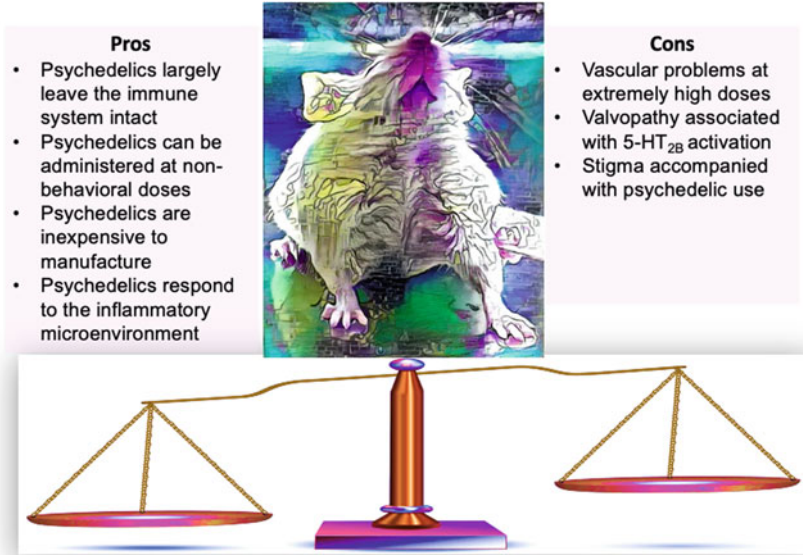 Pros
• Psychedelics largely
leave the immune
system intact
• Psychedelics can be
administered at non-
behavioral doses
• Psychedelics are
inexpensive to
manufacture
• Psychedelics respond
to the inflammatory
microenvironment
Cons
• Vascular problems at
extremely high doses
• Valvopathy associated
with 5-HT2B activation
• Stigma accompanied
with psychedelic use